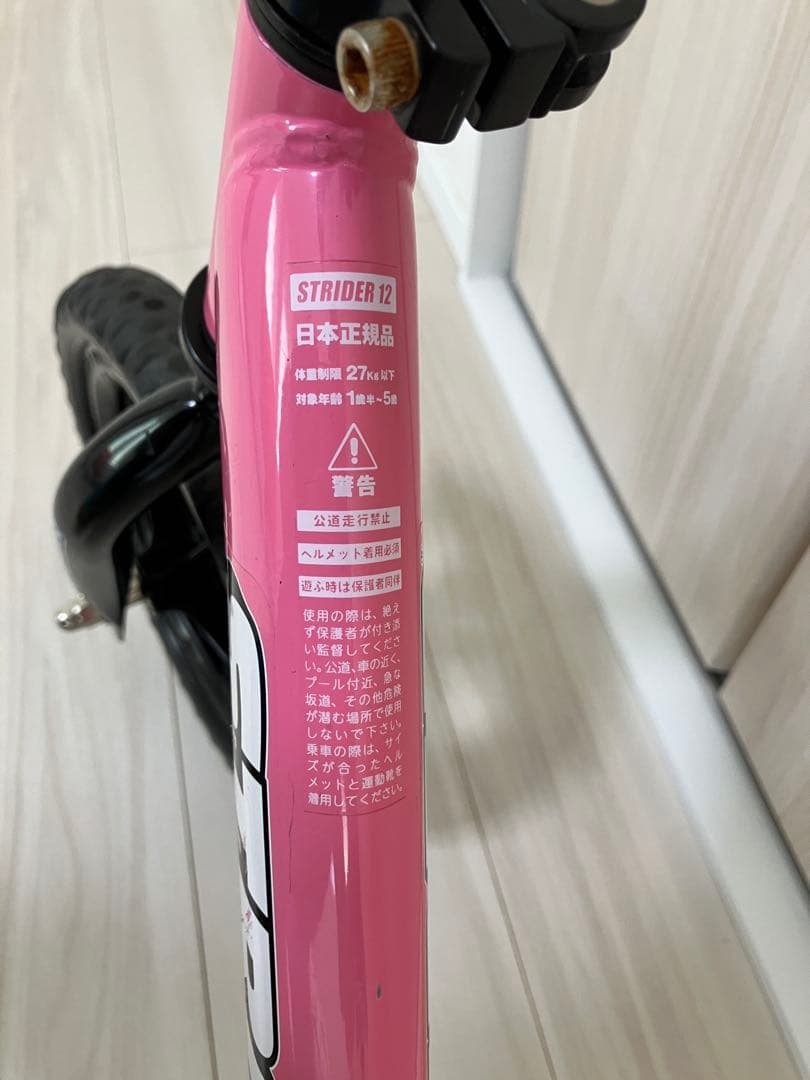 STRIDER 12
日本正規品
体重制限 27Kg以下
対象年齢 1歳半~5歳
警告
公道走行禁止
ヘルメット着用必須
遊ぶ時は保護者同伴
使用の際は、絶え
ず保護者が付き添
い監督してくださ
い。公道、車の近く、
プール付近、急な
坂道、その他危険
が潜む場所で使用
しないで下さい。
乗車の際は、サイ
ズが合ったヘル
メットと運動靴を
着用してください。